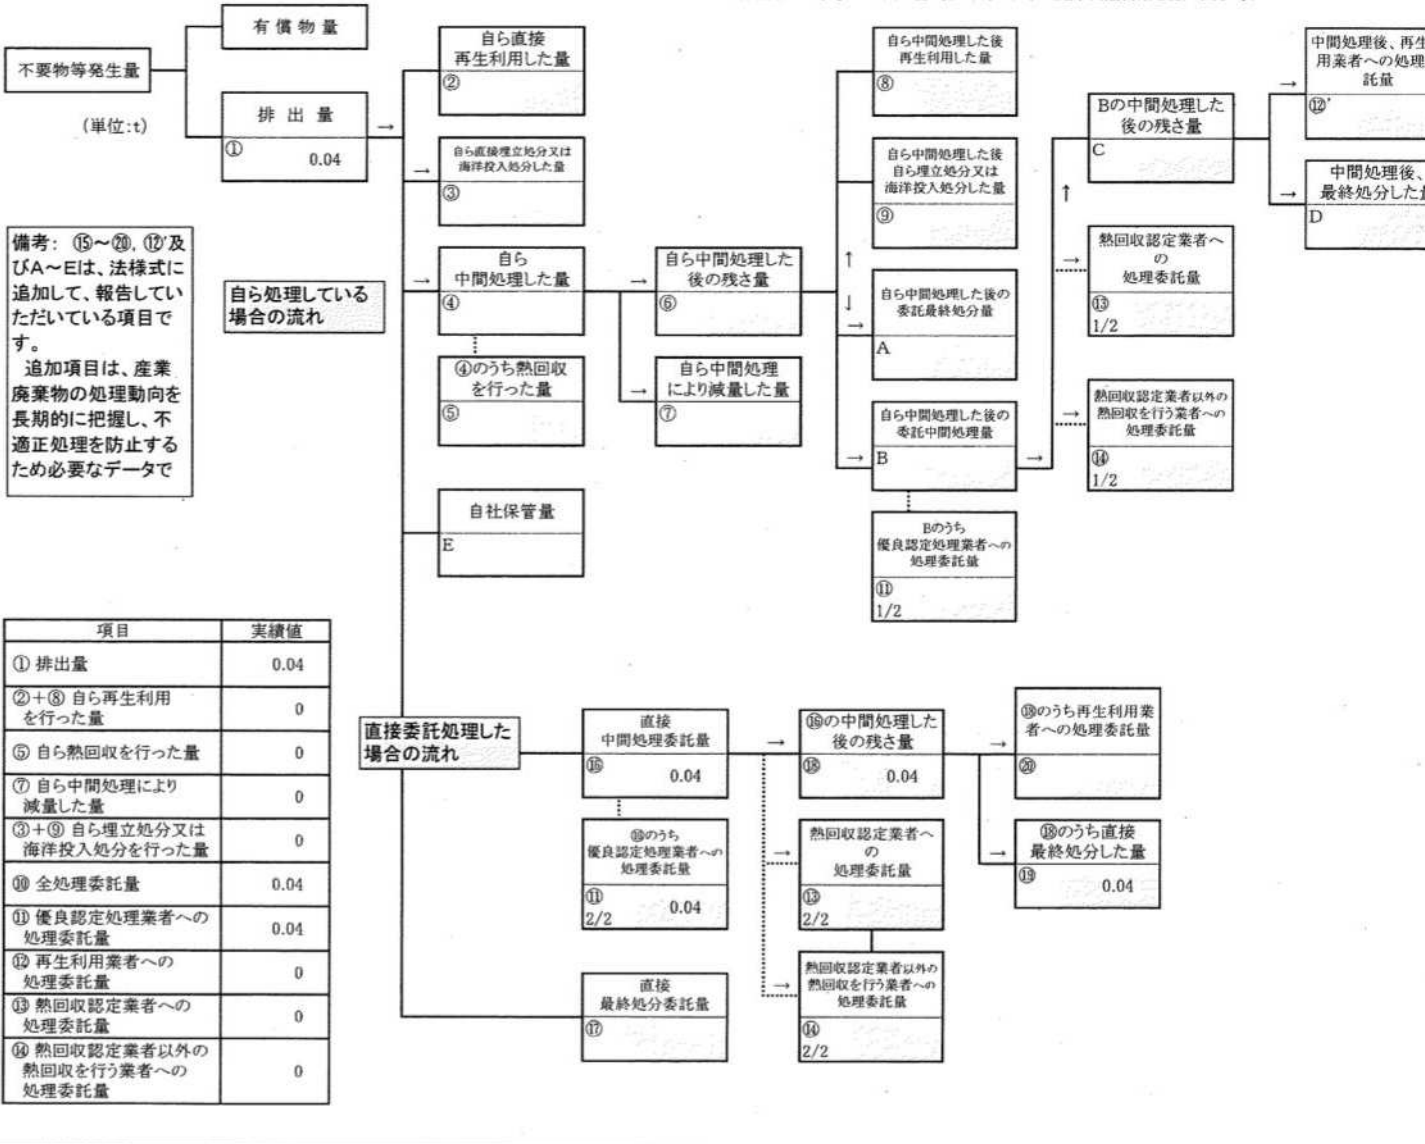 不要物等発生量
(単位:t)
有償物量
排出量
①
0.04
→
自ら直接
再生利用した量
②
→
自ら直接埋立処分又は
海洋投入処分した量
③
→
自ら
中間処理した量
④
④のうち熱回収
を行った量
⑤
→
自ら中間処理した
後の残さ量
⑥
→
自ら中間処理
により減量した量
⑦
自ら中間処理した後
再生利用した量
⑧
自ら中間処理した後
自ら埋立処分又は
海洋投入処分した量
⑨
↑
↓
→
自ら中間処理した後の
委託最終処分量
A
→
自ら中間処理した後の
委託中間処理量
B
Bのうち
優良認定処理業者への
処理委託量
⑪
1/2
→
↑
Bの中間処理した
後の残さ量
C
→
熱回収認定業者へ
の
処理委託量
⑬
1/2
→
熱回収認定業者以外の
熱回収を行う業者への
処理委託量
⑭
1/2
→
中間処理後、再生
用業者への処理
託量
⑫'
→
中間処理後、
最終処分した
D
備考: ⑮~⑳, ⑫'及
びA~Eは、法様式に
追加して、報告してい
ただいている項目で
す。
追加項目は、産業
廃棄物の処理動向を
長期的に把握し、不
適正処理を防止する
ため必要なデータで
自ら処理している
場合の流れ
自社保管量
E
項目 実績値
① 排出量 0.04
②+⑧ 自ら再生利用
を行った量 0
⑤ 自ら熱回収を行った量 0
⑦ 自ら中間処理により
減量した量 0
③+⑨ 自ら埋立処分又は
海洋投入処分を行った量 0
⑩ 全処理委託量 0.04
⑪ 優良認定処理業者への
処理委託量 0.04
⑫ 再生利用業者への
処理委託量 0
⑬ 熱回収認定業者への
処理委託量 0
⑭ 熱回収認定業者以外の
熱回収を行う業者への
処理委託量 0
直接委託処理した
場合の流れ
直接
中間処理委託量
⑯
0.04
⑯のうち
優良認定処理業者への
処理委託量
⑪
2/2
0.04
直接
最終処分委託量
⑰
→
⑯の中間処理した
後の残さ量
⑱
0.04
→
熱回収認定業者へ
の
処理委託量
⑬
2/2
→
熱回収認定業者以外の
熱回収を行う業者への
処理委託量
⑭
2/2
→
⑱のうち再生利用業
者への処理委託量
⑳
→
⑱のうち直接
最終処分した量
⑲
0.04